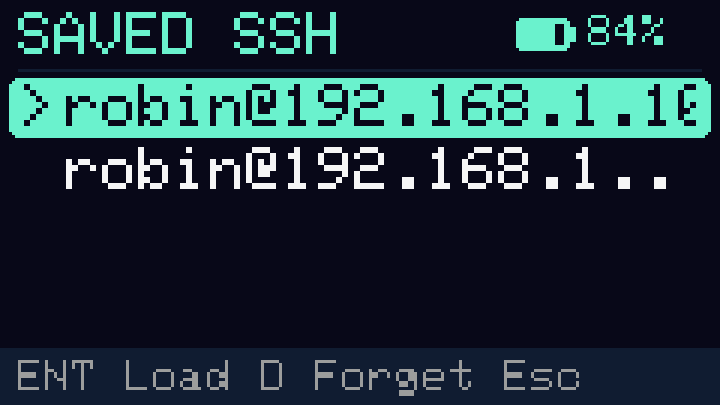 SAVED SSH 84%
>robin@192.168.1.10
robin@192.168.1..
ENT Load D Forget Esc